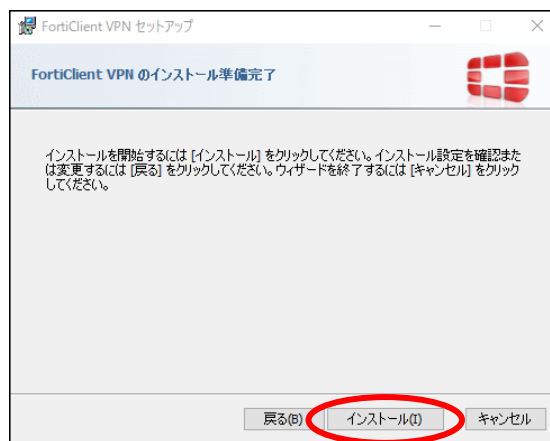 FortiClient VPN セットアップ
FortiClient VPN のインストール準備完了
インストールを開始するには [インストール] をクリックしてください。インストール設定を確認また
は変更するには [戻る] をクリックしてください。ウィザードを終了するには [キャンセル] をクリック
してください。
戻る(B)
インストール(I)
キャンセル